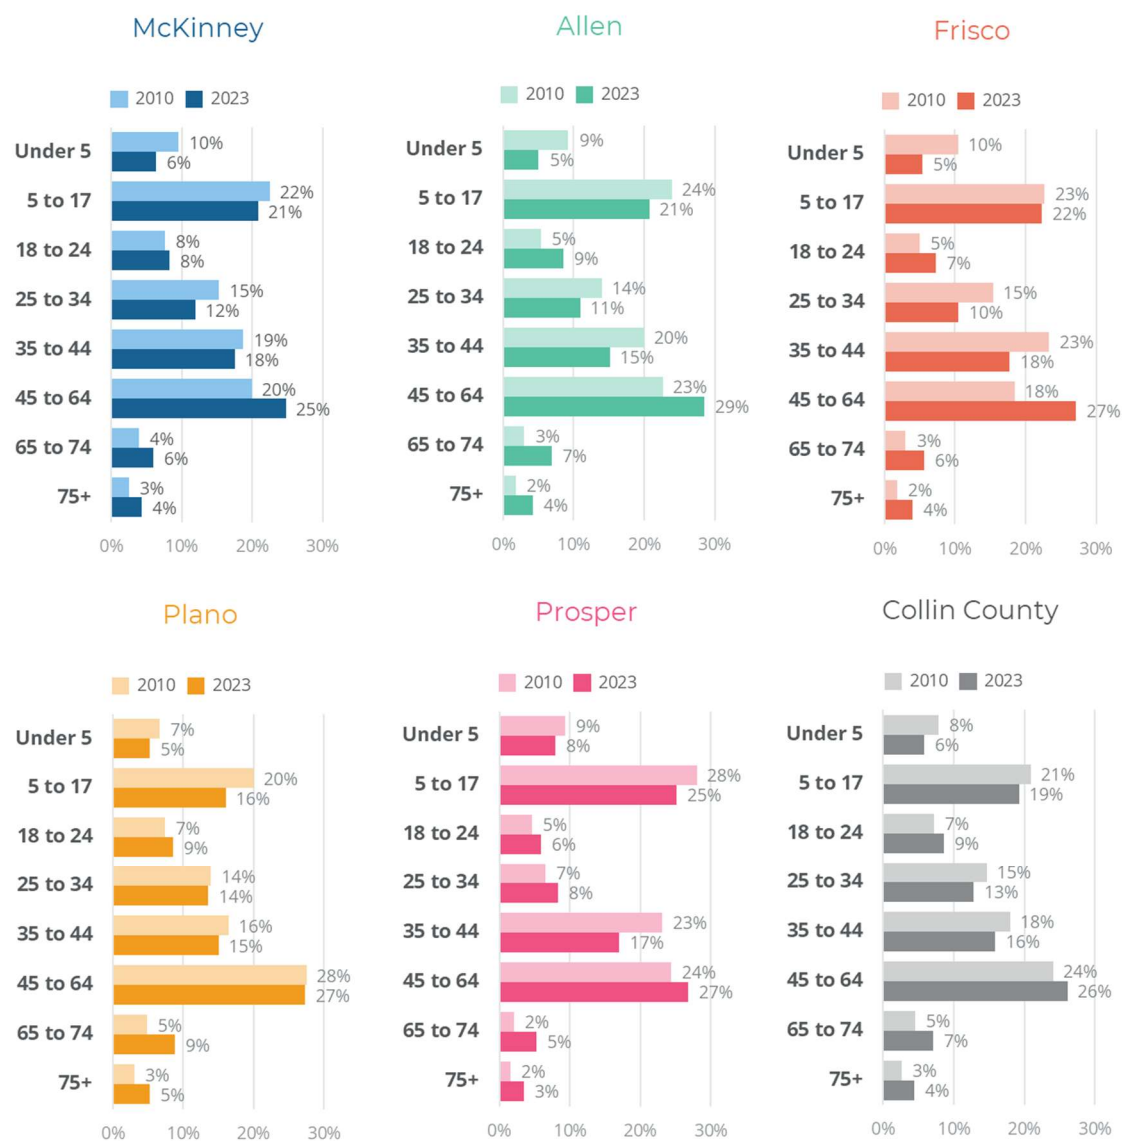 McKinney
2010 2023
Under 5 10%
6%
5 to 17 22%
21%
18 to 24 8%
8%
25 to 34 15%
12%
35 to 44 19%
18%
45 to 64 20%
25%
65 to 74 4%
6%
75+ 3%
4%
0% 10% 20% 30%
Allen
2010 2023
Under 5 9%
5%
5 to 17 24%
21%
18 to 24 5%
9%
25 to 34 14%
11%
35 to 44 20%
15%
45 to 64 23%
29%
65 to 74 3%
7%
75+ 2%
4%
0% 10% 20% 30%
Frisco
2010 2023
Under 5 10%
5%
5 to 17 23%
22%
18 to 24 5%
7%
25 to 34 15%
10%
35 to 44 23%
18%
45 to 64 18%
27%
65 to 74 3%
6%
75+ 2%
4%
0% 10% 20% 30%
Plano
2010 2023
Under 5 7%
5%
5 to 17 20%
16%
18 to 24 7%
9%
25 to 34 14%
14%
35 to 44 16%
15%
45 to 64 28%
27%
65 to 74 5%
9%
75+ 3%
5%
0% 10% 20% 30%
Prosper
2010 2023
Under 5 9%
8%
5 to 17 28%
25%
18 to 24 5%
6%
25 to 34 7%
8%
35 to 44 23%
17%
45 to 64 24%
27%
65 to 74 2%
5%
75+ 2%
3%
0% 10% 20% 30%
Collin County
2010 2023
Under 5 8%
6%
5 to 17 21%
19%
18 to 24 7%
9%
25 to 34 15%
13%
35 to 44 18%
16%
45 to 64 24%
26%
65 to 74 5%
7%
75+ 3%
4%
0% 10% 20% 30%